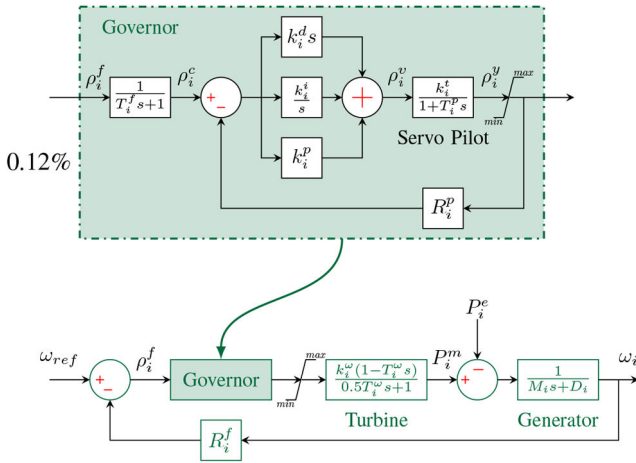 Governor
k_i^d s
ρ_i^f
1/(T_i^f s+1)
ρ_i^c
+
-
k_i^i/s
+
ρ_i^v
k_i^t/(1+T_i^p s)
ρ_i^y
max
min
Servo Pilot
k_i^p
0.12%
R_i^p
P_i^e
ω_{ref}
+
-
ρ_i^f
Governor
max
min
k_i^ω(1-T_i^ω s)/(0.5T_i^ω s+1)
P_i^m
+
-
1/(M_i s+D_i)
ω_i
Turbine
Generator
R_i^f